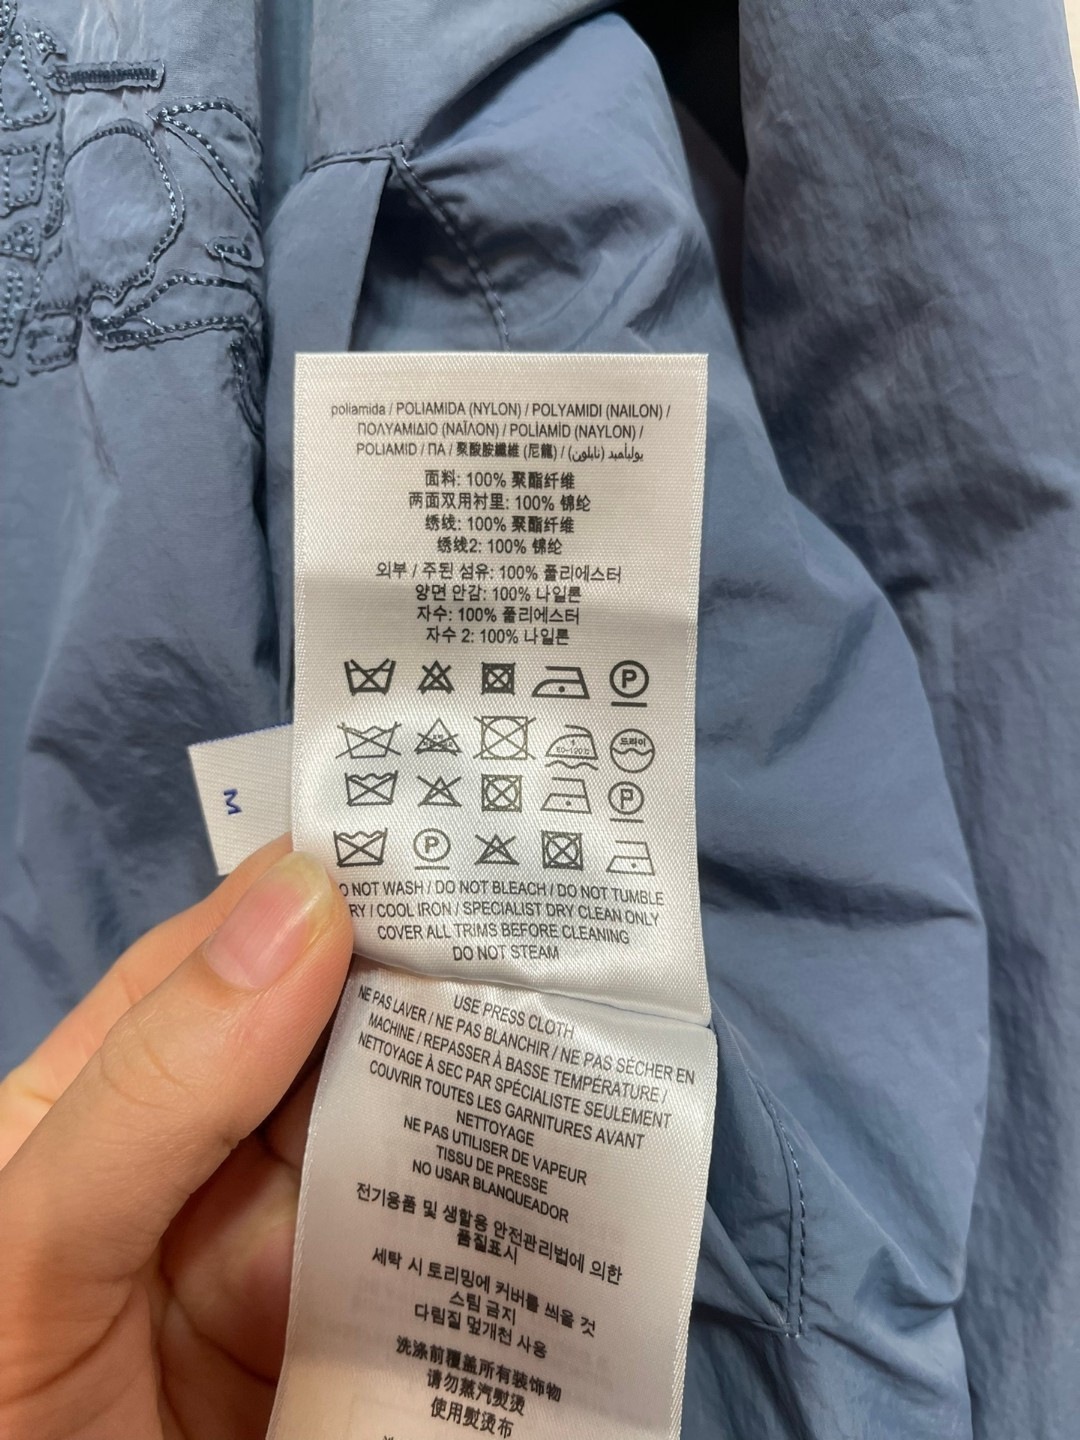 poliamida / POLIAMIDA (NYLON) / POLYAMIDI (NAILON) /
ΠΟΛΥΑΜΙΔΙΟ (ΝΑΪΛΟΝ) / POLİAMİD (NAYLON) /
POLIAMID / ПА / 聚酸胺纖維 (尼龍) / (نايلون) بوليأميد
面料: 100% 聚酯纤维
两面双用衬里: 100% 锦纶
绣线: 100% 聚酯纤维
绣线2: 100% 锦纶
외부 / 주된 섬유: 100% 폴리에스터
양면 안감: 100% 나일론
자수: 100% 폴리에스터
자수 2: 100% 나일론
P
드라이
P
P
M
O NOT WASH / DO NOT BLEACH / DO NOT TUMBLE
RY / COOL IRON / SPECIALIST DRY CLEAN ONLY
COVER ALL TRIMS BEFORE CLEANING
DO NOT STEAM
USE PRESS CLOTH
NE PAS LAVER / NE PAS BLANCHIR / NE PAS SÉCHER EN
MACHINE / REPASSER À BASSE TEMPÉRATURE /
NETTOYAGE À SEC PAR SPÉCIALISTE SEULEMENT
COUVRIR TOUTES LES GARNITURES AVANT
NETTOYAGE
NE PAS UTILISER DE VAPEUR
TISSU DE PRESSE
NO USAR BLANQUEADOR
전기용품 및 생활용 안전관리법에 의한
품질표시
세탁 시 토리밍에 커버를 씌울 것
스팀 금지
다림질 덮개천 사용
洗涤前覆盖所有装饰物
请勿蒸汽熨烫
使用熨烫布